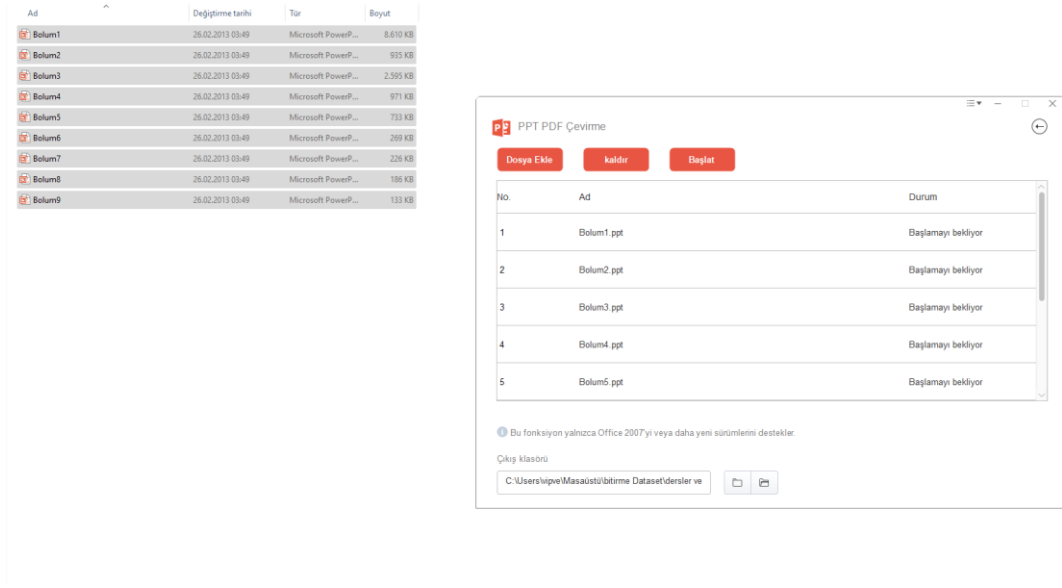 Ad Değiştirme tarihi Tür Boyut
Bolum1 26.02.2013 03:49 Microsoft PowerP... 8.610 KB
Bolum2 26.02.2013 03:49 Microsoft PowerP... 935 KB
Bolum3 26.02.2013 03:49 Microsoft PowerP... 2.595 KB
Bolum4 26.02.2013 03:49 Microsoft PowerP... 971 KB
Bolum5 26.02.2013 03:49 Microsoft PowerP... 733 KB
Bolum6 26.02.2013 03:49 Microsoft PowerP... 269 KB
Bolum7 26.02.2013 03:49 Microsoft PowerP... 226 KB
Bolum8 26.02.2013 03:49 Microsoft PowerP... 186 KB
Bolum9 26.02.2013 03:49 Microsoft PowerP... 133 KB
PPT PDF Çevirme
Dosya Ekle kaldır Başlat
No. Ad Durum
1 Bolum1.ppt Başlamayı bekliyor
2 Bolum2.ppt Başlamayı bekliyor
3 Bolum3.ppt Başlamayı bekliyor
4 Bolum4.ppt Başlamayı bekliyor
5 Bolum5.ppt Başlamayı bekliyor
Bu fonksiyon yalnızca Office 2007'yi veya daha yeni sürümlerini destekler.
Çıkış klasörü
C:\Users\vipve\Masaüstü\bitirme Dataset\dersler ve